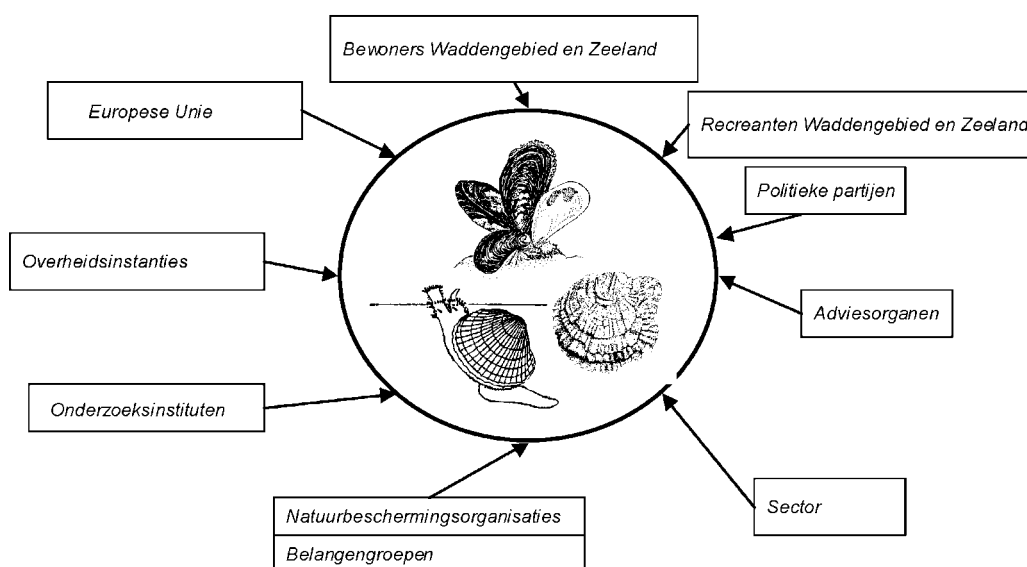 Bewoners Waddengebied en Zeeland
Europese Unie
Recreanten Waddengebied en Zeeland
Politieke partijen
Overheidsinstanties
Adviesorganen
Onderzoeksinstituten
Sector
Natuurbeschermingsorganisaties
Belangengroepen